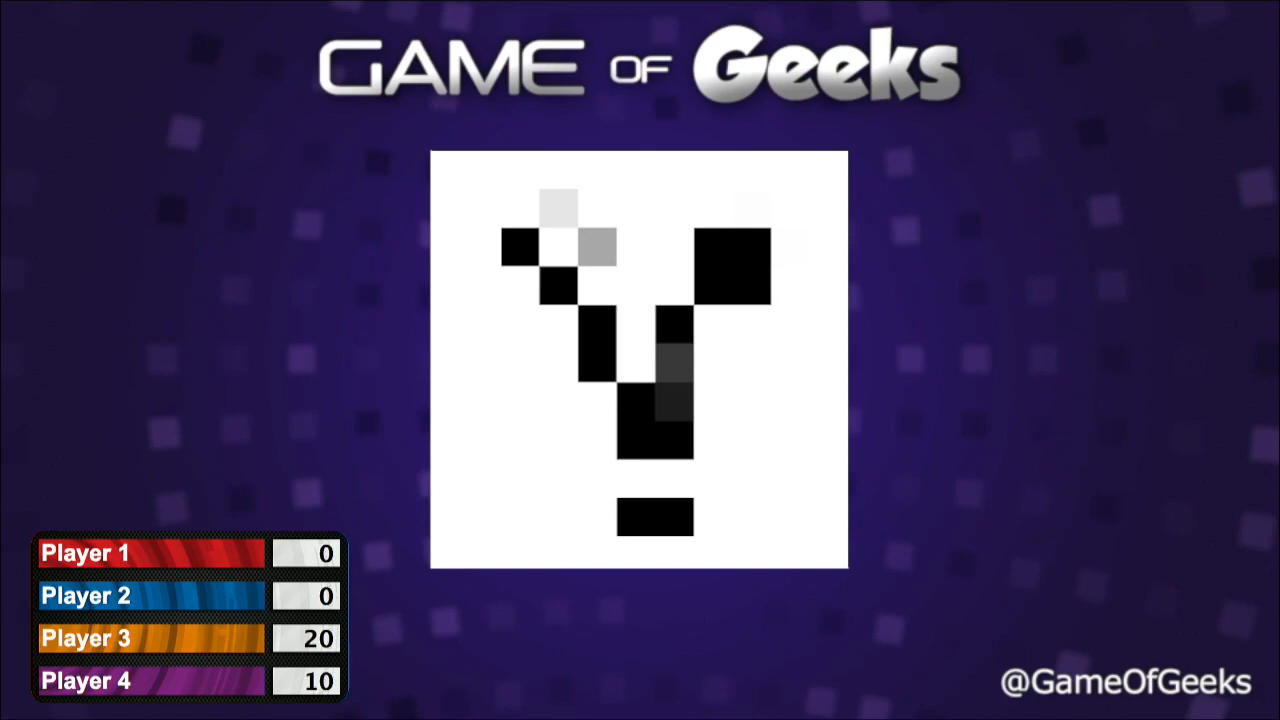 GAME OF Geeks
Player 1 0
Player 2 0
Player 3 20
Player 4 10
@GameOfGeeks